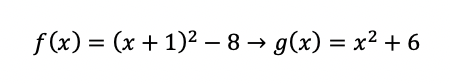 f(x) = (x + 1)² − 8 → g(x) = x² + 6